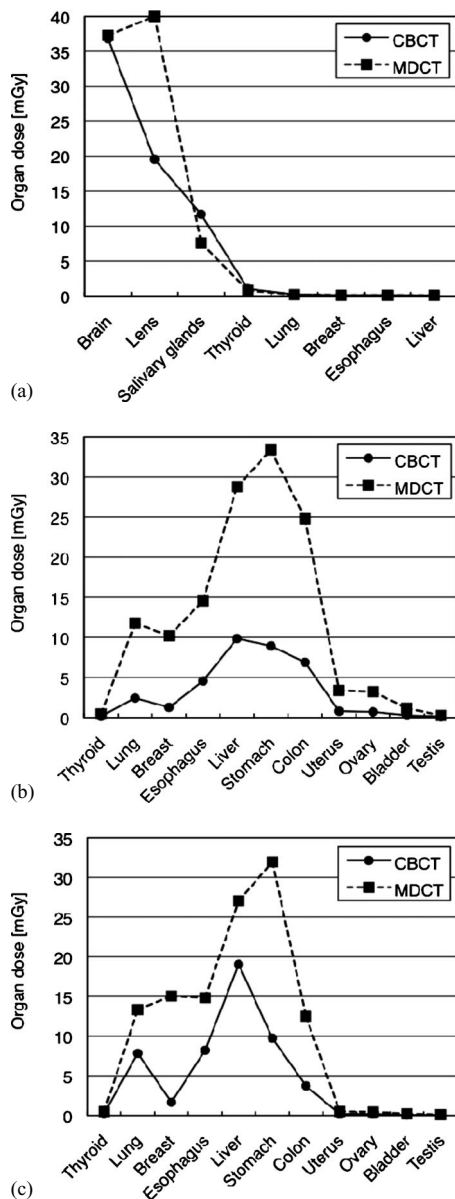 40
35
30
25
20
15
10
5
0
Organ dose [mGy]
CBCT
MDCT
Brain
Lens
Salivary glands
Thyroid
Lung
Breast
Esophagus
Liver
(a)
35
30
25
20
15
10
5
0
Organ dose [mGy]
CBCT
MDCT
Thyroid
Lung
Breast
Esophagus
Liver
Stomach
Colon
Uterus
Ovary
Bladder
Testis
(b)
35
30
25
20
15
10
5
0
Organ dose [mGy]
CBCT
MDCT
Thyroid
Lung
Breast
Esophagus
Liver
Stomach
Colon
Uterus
Ovary
Bladder
Testis
(c)